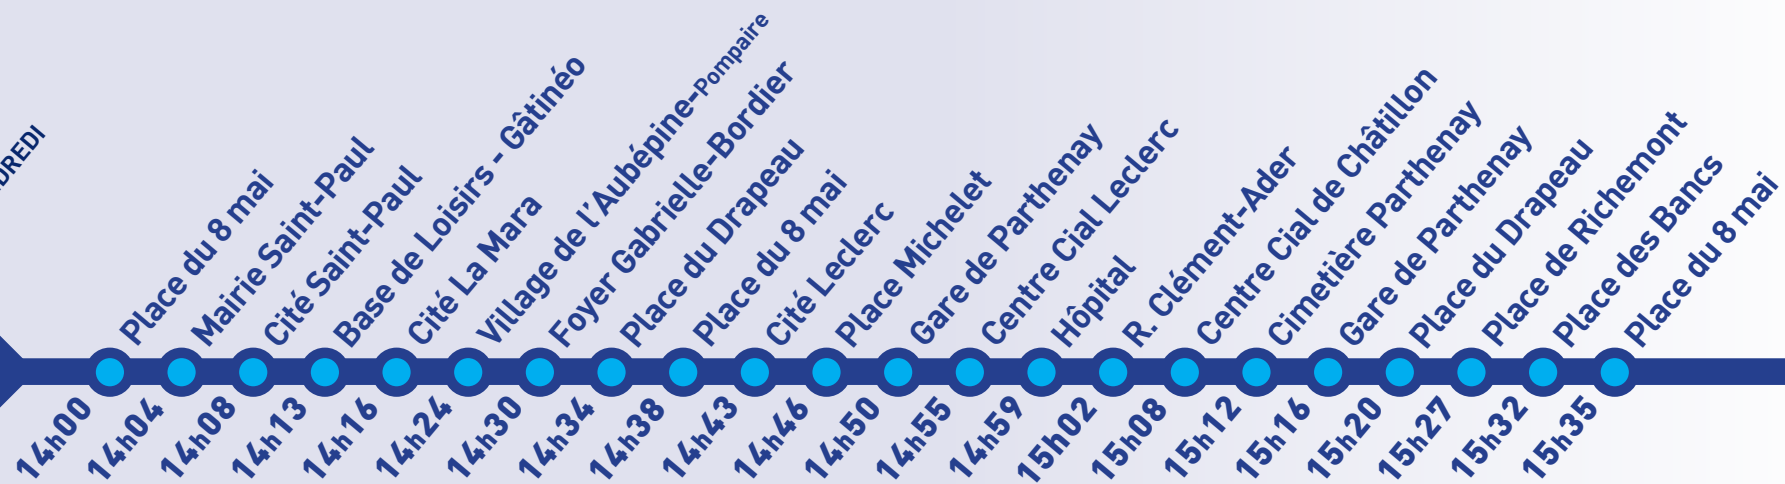 Place du 8 mai
Mairie Saint-Paul
Cité Saint-Paul
Base de Loisirs - Gâtinéo
Cité La Mara
Village de l'Aubépine-Pompaire
Foyer Gabrielle-Bordier
Place du Drapeau
Place du 8 mai
Cité Leclerc
Place Michelet
Gare de Parthenay
Centre Cial Leclerc
Hôpital
R. Clément-Ader
Centre Cial de Châtillon
Cimetière Parthenay
Gare de Parthenay
Place du Drapeau
Place de Richemont
Place des Bancs
Place du 8 mai
14h00
14h04
14h08
14h13
14h16
14h24
14h30
14h34
14h38
14h43
14h46
14h50
14h55
14h59
15h02
15h08
15h12
15h16
15h20
15h27
15h32
15h35